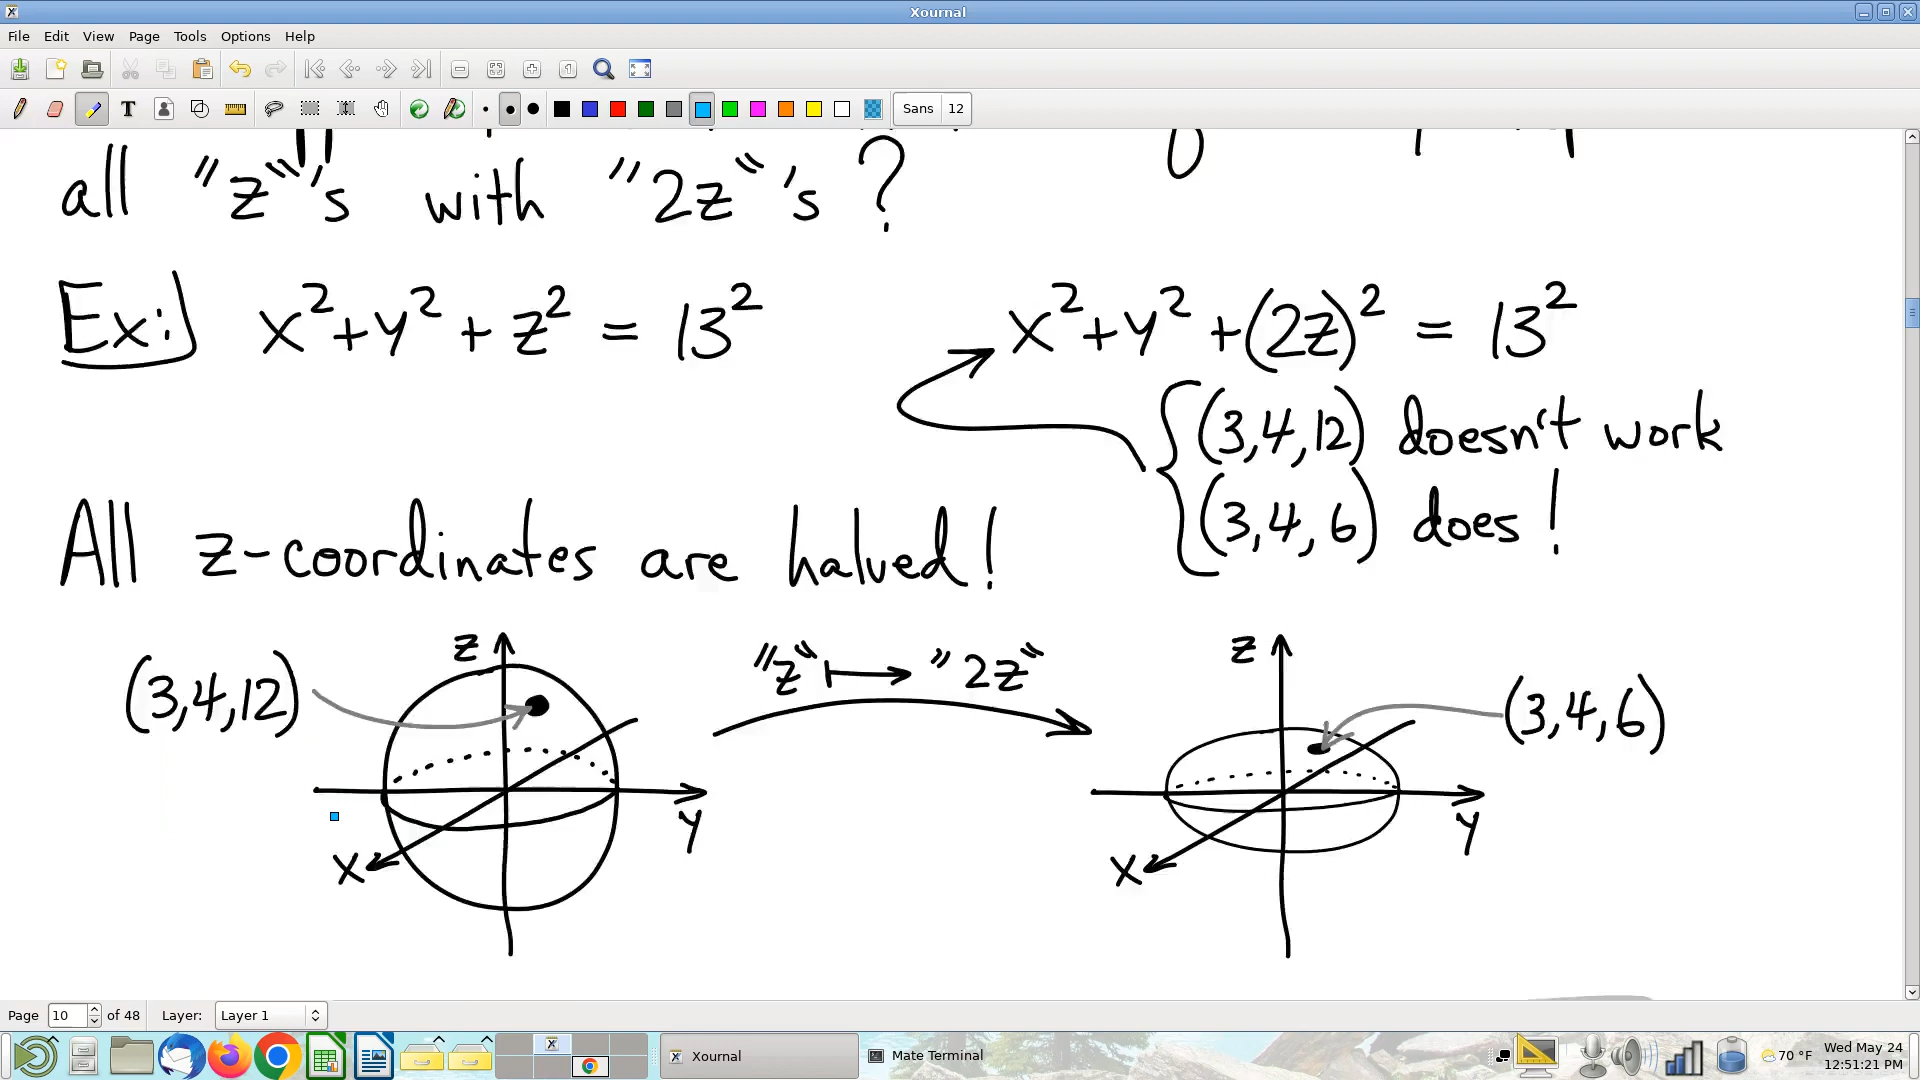 Xournal
File Edit View Page Tools Options Help
Sans 12
all "z"'s with "2z"'s ?
Ex: x²+y²+z² = 13² x²+y²+(2z)² = 13²
(3,4,12) doesn't work
(3,4,6) does!
All z-coordinates are halved!
z "z" ↦ "2z" z
(3,4,12) (3,4,6)
y y
x x
Page 10 of 48 Layer: Layer 1
Xournal Mate Terminal 70 °F Wed May 24
12:51:21 PM